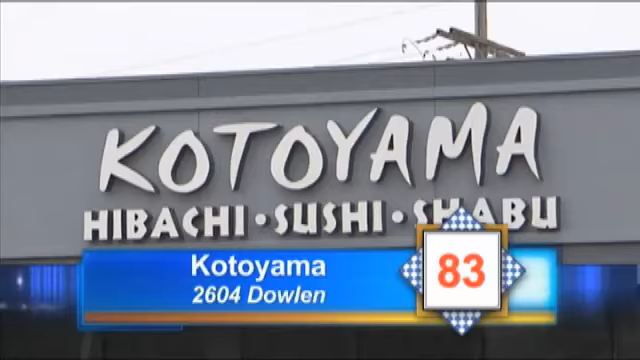 KOTOYAMA
HIBACHI • SUSHI • SHABU
Kotoyama
2604 Dowlen
83